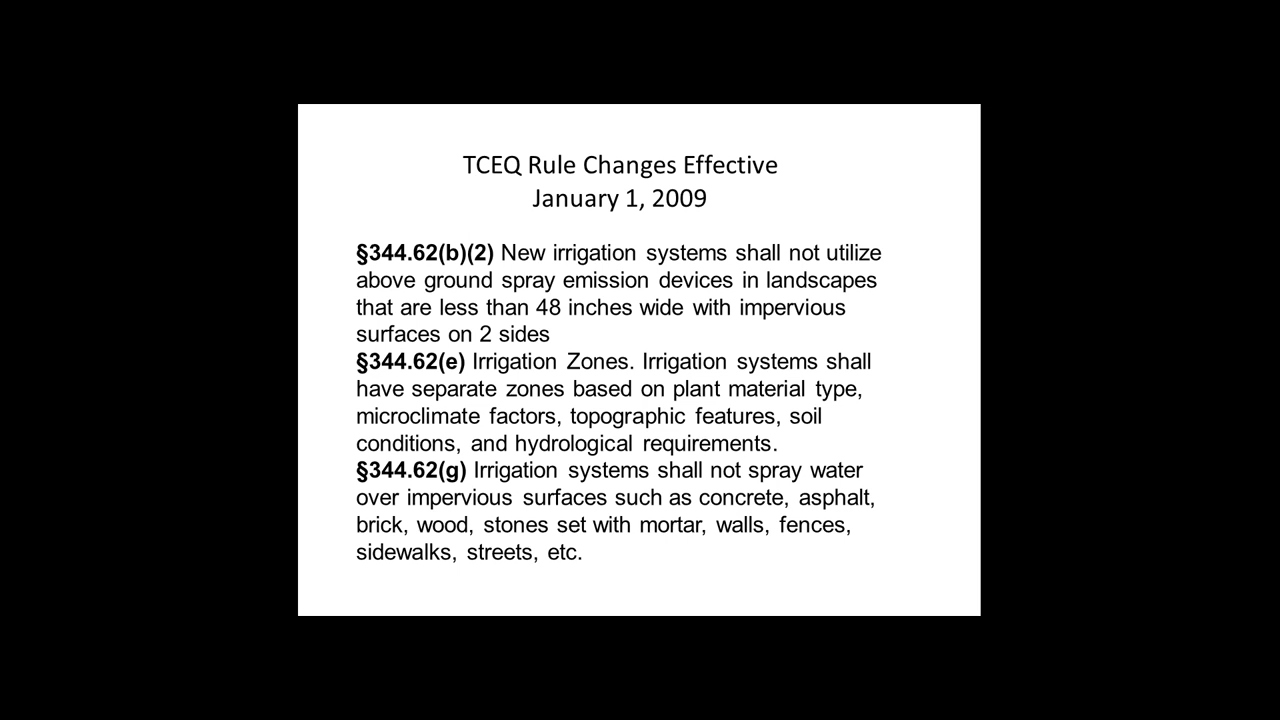 TCEQ Rule Changes Effective
January 1, 2009
§344.62(b)(2) New irrigation systems shall not utilize
above ground spray emission devices in landscapes
that are less than 48 inches wide with impervious
surfaces on 2 sides
§344.62(e) Irrigation Zones. Irrigation systems shall
have separate zones based on plant material type,
microclimate factors, topographic features, soil
conditions, and hydrological requirements.
§344.62(g) Irrigation systems shall not spray water
over impervious surfaces such as concrete, asphalt,
brick, wood, stones set with mortar, walls, fences,
sidewalks, streets, etc.